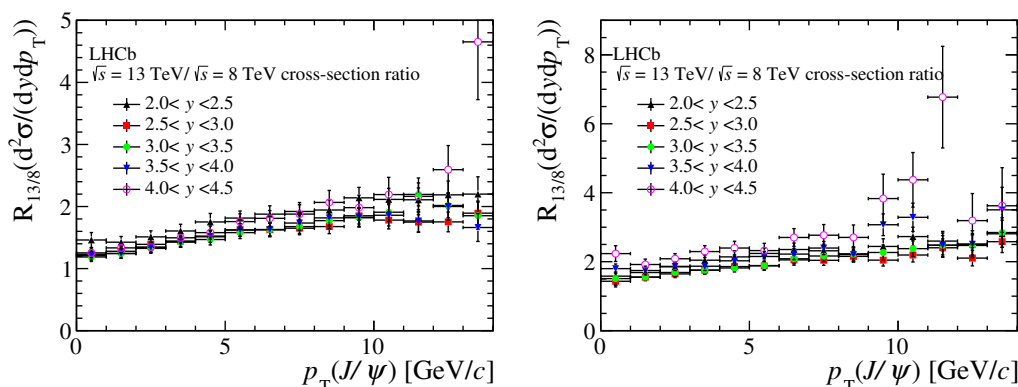 R₁₃/₈(d²σ/(dydp_T))
5
4
3
2
1
0
LHCb
√s = 13 TeV/ √s = 8 TeV cross-section ratio
2.0< y <2.5
2.5< y <3.0
3.0< y <3.5
3.5< y <4.0
4.0< y <4.5
0 5 10
p_T(J/ψ) [GeV/c]
R₁₃/₈(d²σ/(dydp_T))
8
6
4
2
0
LHCb
√s = 13 TeV/ √s = 8 TeV cross-section ratio
2.0< y <2.5
2.5< y <3.0
3.0< y <3.5
3.5< y <4.0
4.0< y <4.5
0 5 10
p_T(J/ψ) [GeV/c]